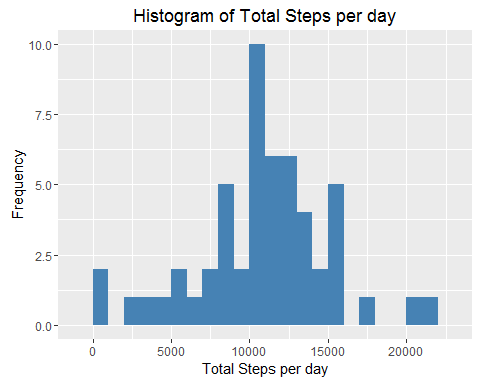 Histogram of Total Steps per day
Frequency
10.0
7.5
5.0
2.5
0.0
0 5000 10000 15000 20000
Total Steps per day